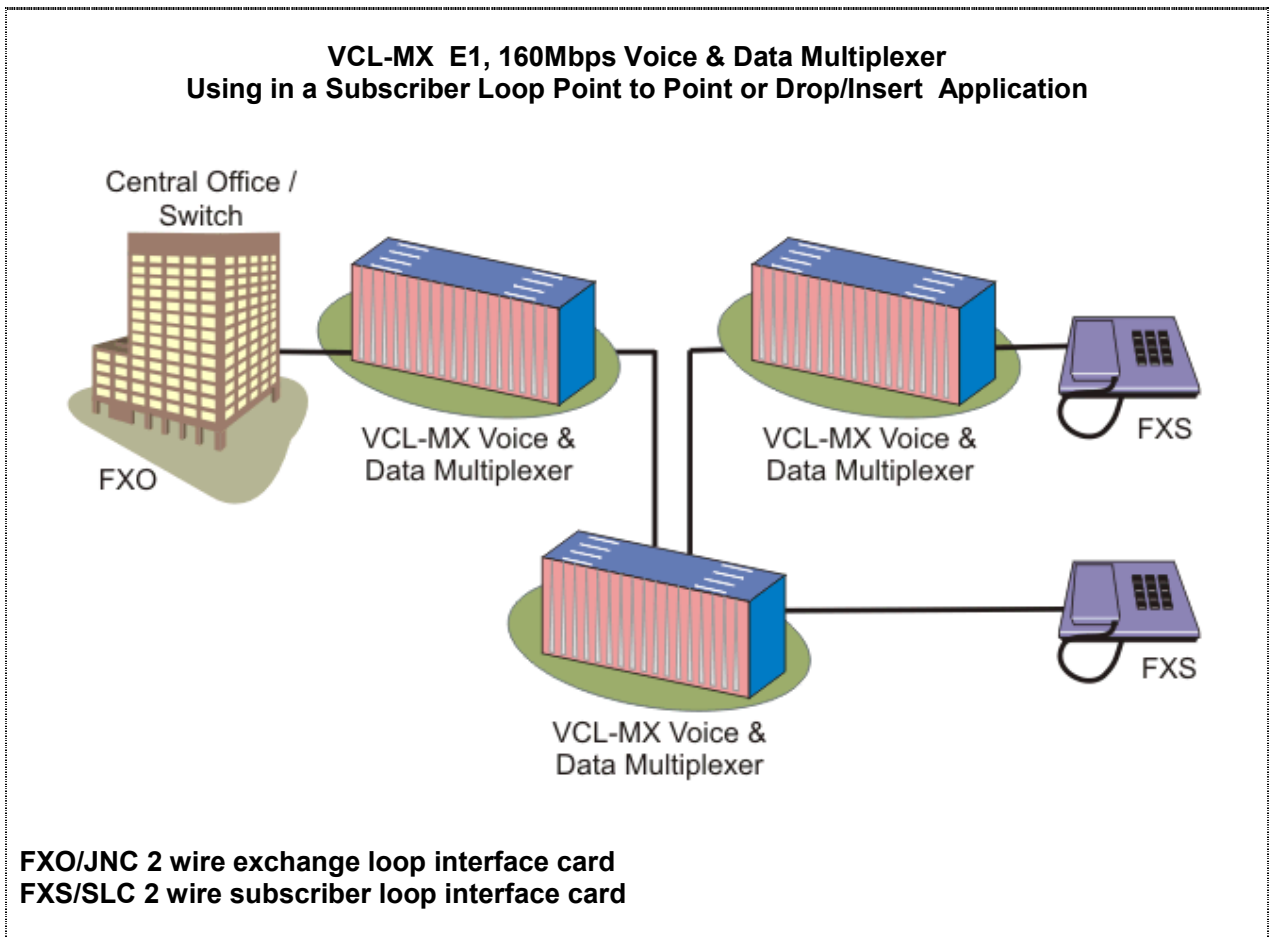 VCL-MX E1, 160Mbps Voice & Data Multiplexer
Using in a Subscriber Loop Point to Point or Drop/Insert Application
Central Office /
Switch
FXO
VCL-MX Voice &
Data Multiplexer
VCL-MX Voice &
Data Multiplexer
FXS
VCL-MX Voice &
Data Multiplexer
FXS
FXO/JNC 2 wire exchange loop interface card
FXS/SLC 2 wire subscriber loop interface card